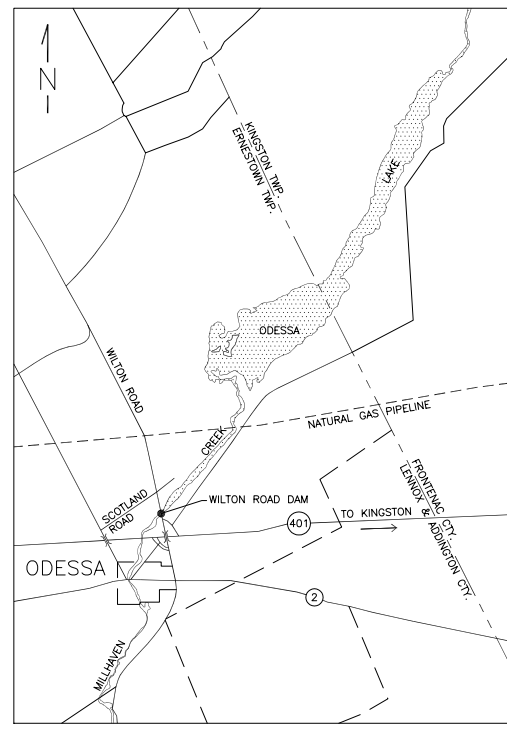 N
KINGSTON TWP.
ERNESTOWN TWP.
LAKE
ODESSA
WILTON ROAD
NATURAL GAS PIPELINE
CREEK
SCOTLAND
ROAD
WILTON ROAD DAM
FRONTENAC CTY.
LENNOX & ADDINGTON CTY.
TO KINGSTON
401
ODESSA
2
MILLHAVEN